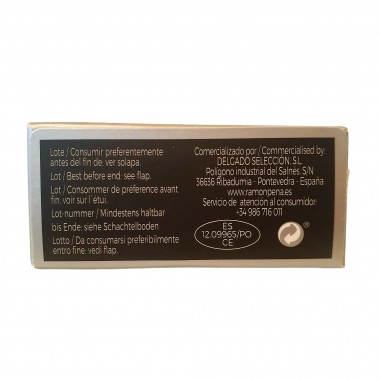 Lote / Consumir preferentemente
antes del fin de: ver solapa.
Lot / Best before end: see flap.
Lot / Consommer de préférence avant
fin: voir sur l´étui.
Lot-nummer / Mindestens haltbar
bis Ende: siehe Schachtelboden
Lotto / Da consumarsi preferibilmente
entro fine: vedi flap.
Comercializado por / Commercialised by:
DELGADO SELECCIÓN, S.L.
Polígono industrial del Salnés, S/N
36636 Ribadumia - Pontevedra - España
www.ramonpena.com
Servicio de atención al consumidor:
+34 986 716 011
ES
12.09965/PO
CE